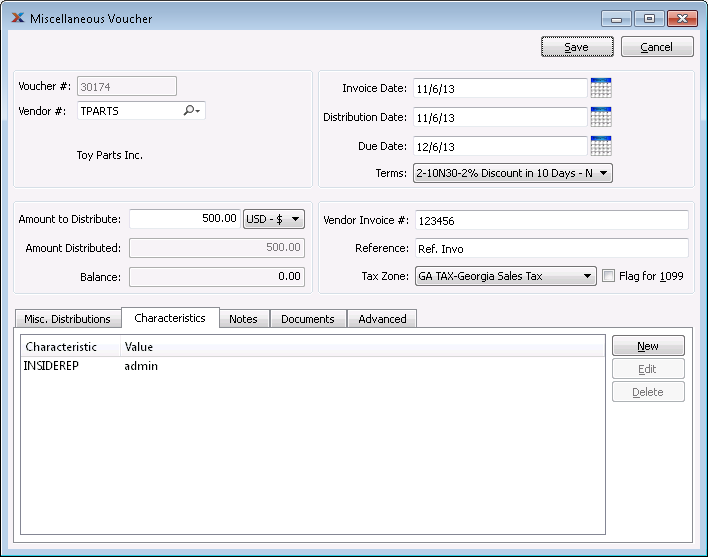 Miscellaneous Voucher
Save Cancel
Voucher #: 30174
Vendor #: TPARTS
Toy Parts Inc.
Invoice Date: 11/6/13
Distribution Date: 11/6/13
Due Date: 12/6/13
Terms: 2-10N30-2% Discount in 10 Days - N
Amount to Distribute: 500.00 USD - $
Amount Distributed: 500.00
Balance: 0.00
Vendor Invoice #: 123456
Reference: Ref. Invo
Tax Zone: GA TAX-Georgia Sales Tax Flag for 1099
Misc. Distributions Characteristics Notes Documents Advanced
Characteristic Value
INSIDEREP admin
New
Edit
Delete